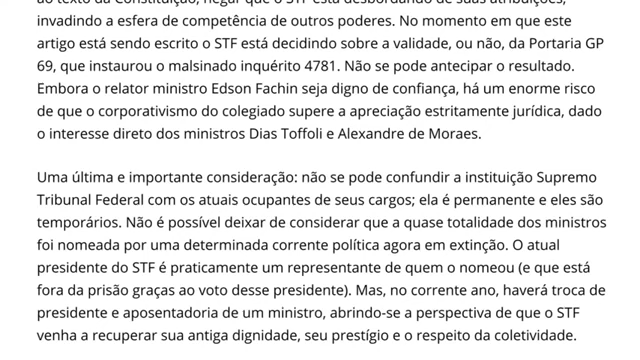 ao texto da Constituição, negar que o STF está desbordando de suas atribuições,
invadindo a esfera de competência de outros poderes. No momento em que este
artigo está sendo escrito o STF está decidindo sobre a validade, ou não, da Portaria GP
69, que instaurou o malsinado inquérito 4781. Não se pode antecipar o resultado.
Embora o relator ministro Edson Fachin seja digno de confiança, há um enorme risco
de que o corporativismo do colegiado supere a apreciação estritamente jurídica, dado
o interesse direto dos ministros Dias Toffoli e Alexandre de Moraes.
Uma última e importante consideração: não se pode confundir a instituição Supremo
Tribunal Federal com os atuais ocupantes de seus cargos; ela é permanente e eles são
temporários. Não é possível deixar de considerar que a quase totalidade dos ministros
foi nomeada por uma determinada corrente política agora em extinção. O atual
presidente do STF é praticamente um representante de quem o nomeou (e que está
fora da prisão graças ao voto desse presidente). Mas, no corrente ano, haverá troca de
presidente e aposentadoria de um ministro, abrindo-se a perspectiva de que o STF
venha a recuperar sua antiga dignidade, seu prestígio e o respeito da coletividade.